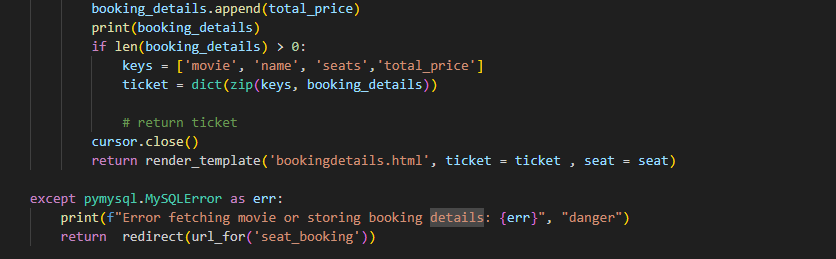 booking_details.append(total_price)
print(booking_details)
if len(booking_details) > 0:
keys = ['movie', 'name', 'seats','total_price']
ticket = dict(zip(keys, booking_details))
# return ticket
cursor.close()
return render_template('bookingdetails.html', ticket = ticket , seat = seat)
except pymysql.MySQLError as err:
print(f"Error fetching movie or storing booking details: {err}", "danger")
return  redirect(url_for('seat_booking'))